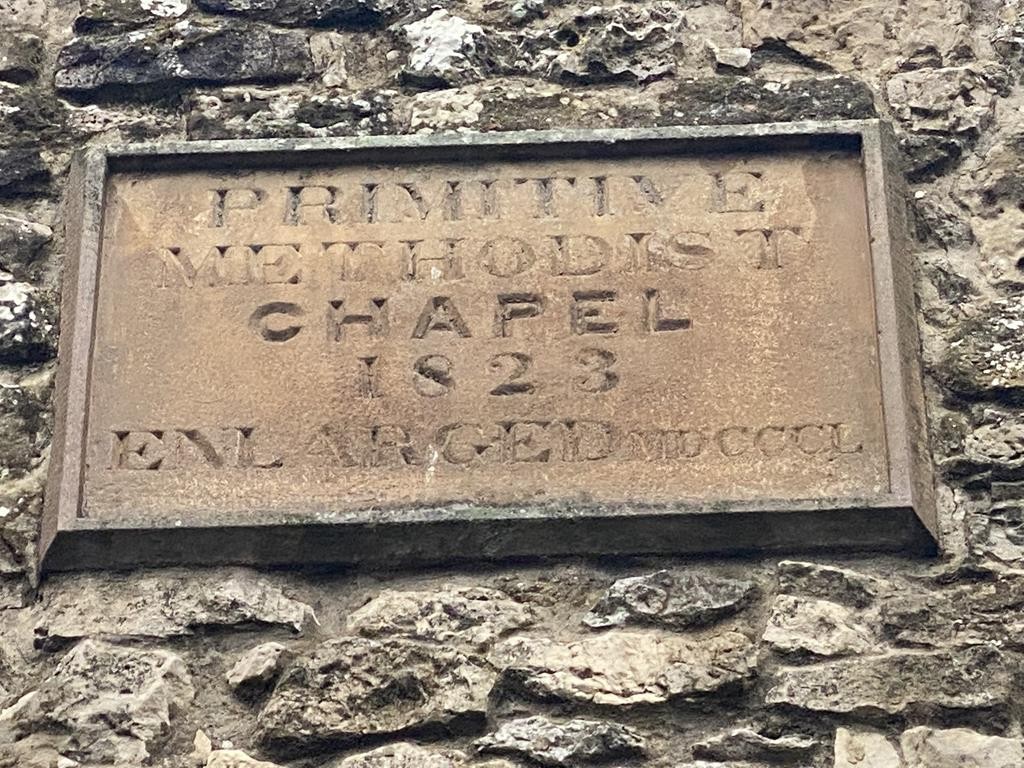 PRIMITIVE
METHODIST
CHAPEL
1823
ENLARGED MDCCCL